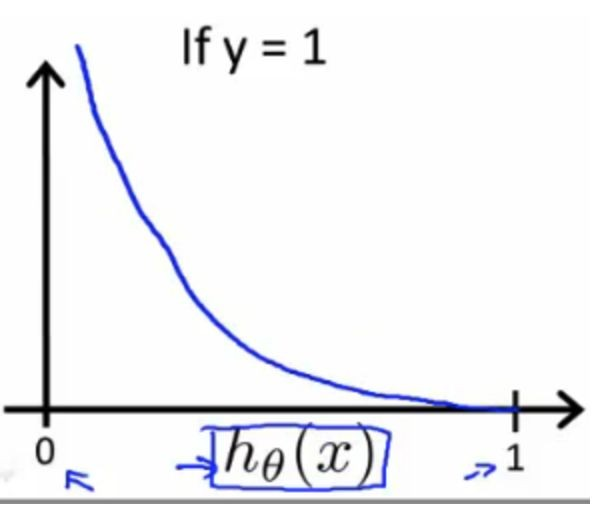 If y = 1
0
hθ(x)
1